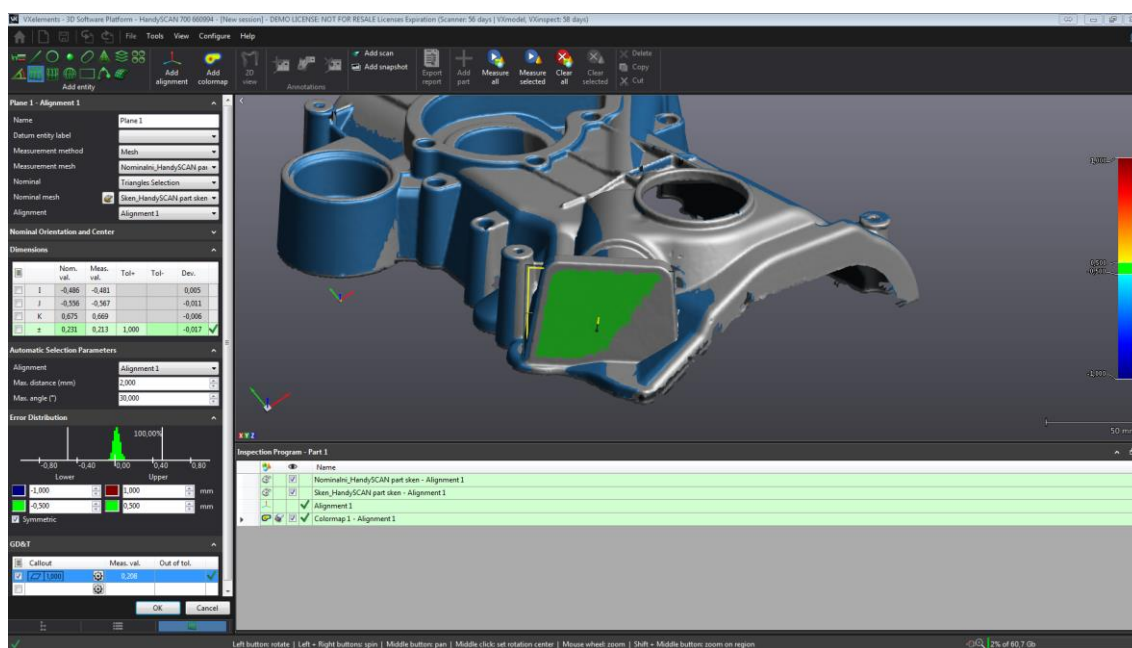 VXelements - 3D Software Platform - HandySCAN 700 660894 - [New session] - DEMO LICENSE: NOT FOR RESALE Licenses Expiration (Scanner: 56 days | VXmodel, VXinspect: 58 days)
File Tools View Configure Help
Add entity
Add alignment
Add colormap
2D view
Annotations
Add scan
Add snapshot
Export report
Add part
Measure all
Measure selected
Clear all
Clear selected
Delete
Copy
Cut
Plane 1 - Alignment 1
Name Plane 1
Datum entity label
Measurement method Mesh
Measurement mesh Nominalni_HandySCAN par
Nominal Triangles Selection
Nominal mesh Sken_HandySCAN part sken
Alignment Alignment 1
Nominal Orientation and Center
Dimensions
Nom. val. Meas. val. Tol+ Tol- Dev.
I -0,486 -0,481 0,005
J -0,556 -0,567 -0,011
K 0,675 0,669 -0,006
± 0,231 0,213 1,000 -0,017
Automatic Selection Parameters
Alignment Alignment 1
Max. distance (mm) 2,000
Max. angle (°) 30,000
Error Distribution
100,00%
-0,80 -0,40 0,00 0,40 0,80
Lower Upper
-1,000 1,000 mm
-0,500 0,500 mm
Symmetric
GD&T
Callout Meas. val. Out of tol.
1,000 0,208
OK Cancel
1,000
0,500
-0,500
-1,000
50 mm
X Y Z
Inspection Program - Part 1
Name
Nominalni_HandySCAN part sken - Alignment 1
Sken_HandySCAN part sken - Alignment 1
Alignment 1
Colormap 1 - Alignment 1
Left button: rotate | Left + Right buttons: spin | Middle button: pan | Middle click: set rotation center | Mouse wheel: zoom | Shift + Middle button: zoom on region
2% of 60,7 Gb